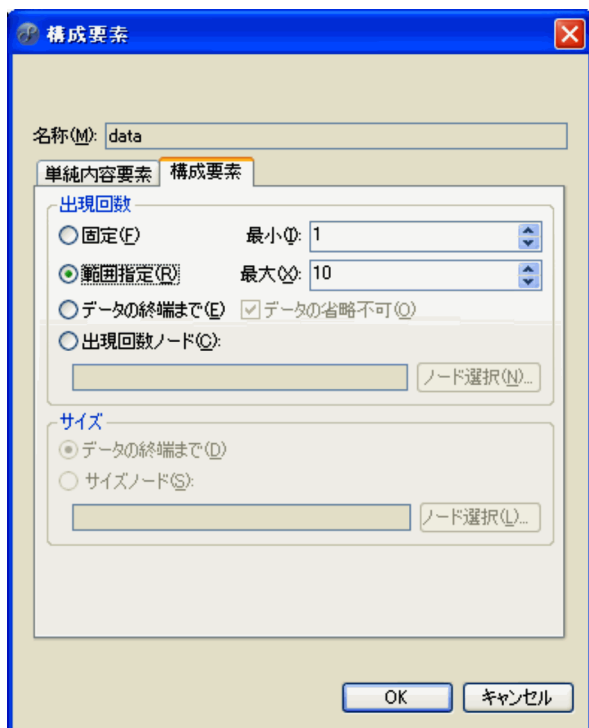 構成要素
名称(M): data
単純内容要素 構成要素
出現回数
固定(F) 最小(I): 1
範囲指定(R) 最大(X): 10
データの終端まで(E) データの省略不可(O)
出現回数ノード(C):
ノード選択(N)...
サイズ
データの終端まで(D)
サイズノード(S):
ノード選択(L)...
OK キャンセル